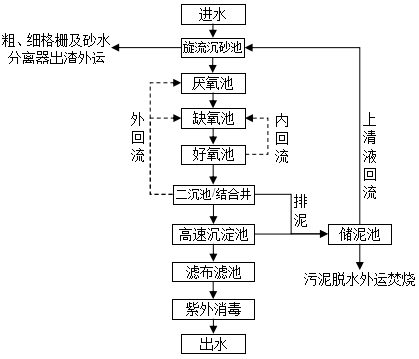 进水
粗、细格栅及砂水
分离器出渣外运
旋流沉砂池
厌氧池
缺氧池
外回流
内回流
好氧池
上清液回流
二沉池/结合井
排泥
高速沉淀池
储泥池
滤布滤池
污泥脱水外运焚烧
紫外消毒
出水